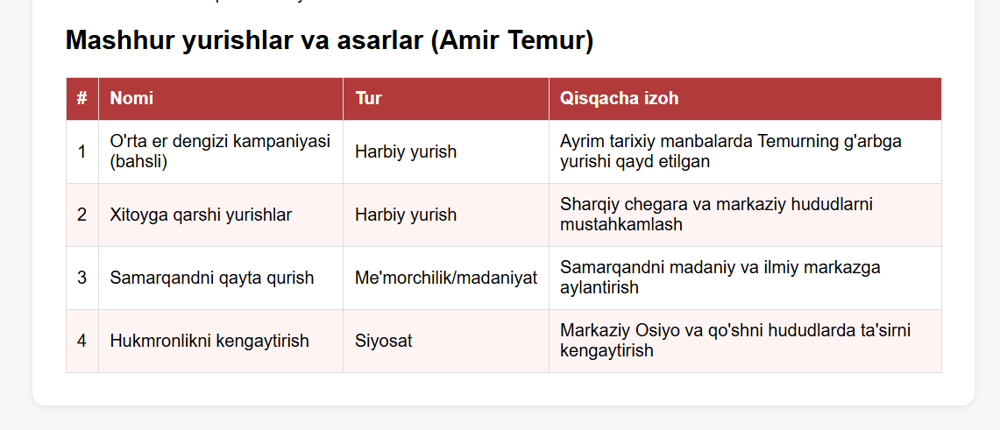 Mashhur yurishlar va asarlar (Amir Temur)
# Nomi Tur Qisqacha izoh
1 O'rta er dengizi kampaniyasi (bahsli) Harbiy yurish Ayrim tarixiy manbalarda Temurning g'arbga yurishi qayd etilgan
2 Xitoyga qarshi yurishlar Harbiy yurish Sharqiy chegara va markaziy hududlarni mustahkamlash
3 Samarqandni qayta qurish Me'morchilik/madaniyat Samarqandni madaniy va ilmiy markazga aylantirish
4 Hukmronlikni kengaytirish Siyosat Markaziy Osiyo va qo'shni hududlarda ta'sirni kengaytirish